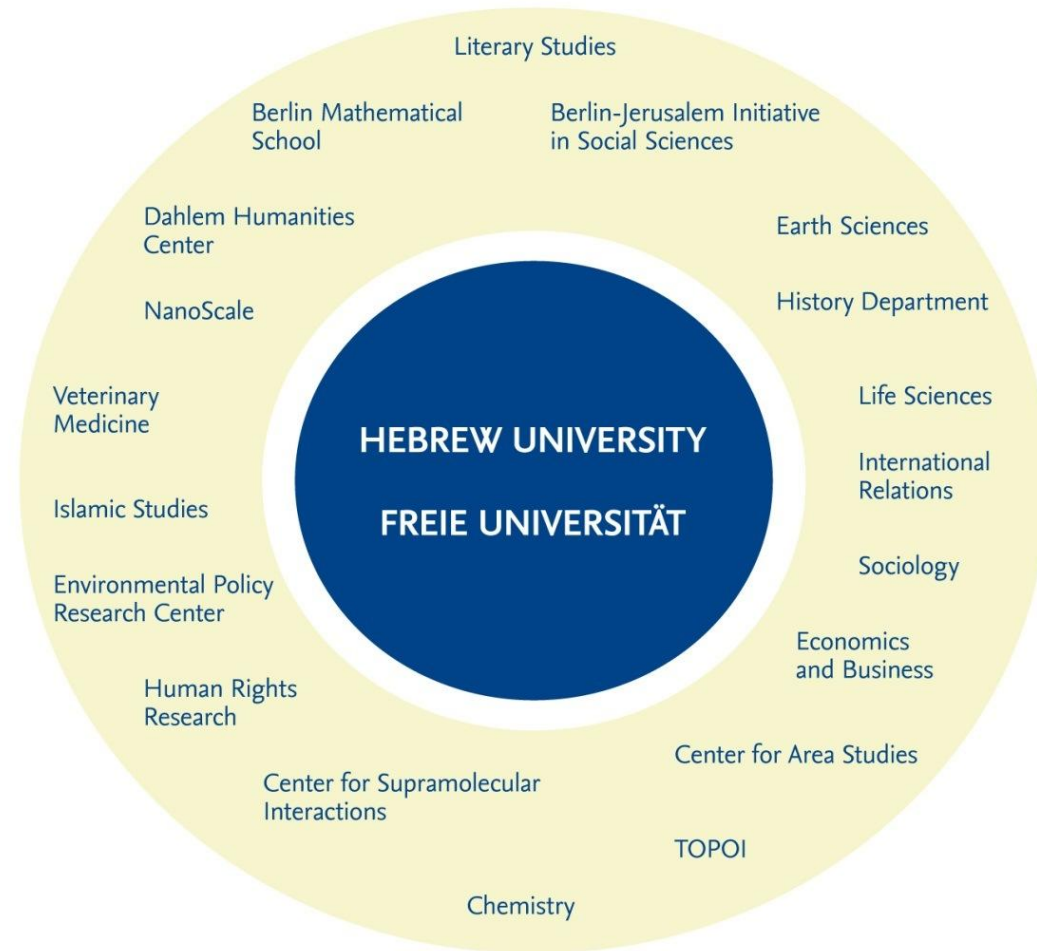 Literary Studies
Berlin Mathematical
School
Berlin-Jerusalem Initiative
in Social Sciences
Dahlem Humanities
Center
Earth Sciences
NanoScale
History Department
Veterinary
Medicine
Life Sciences
HEBREW UNIVERSITY
FREIE UNIVERSITÄT
International
Relations
Islamic Studies
Sociology
Environmental Policy
Research Center
Economics
and Business
Human Rights
Research
Center for Area Studies
Center for Supramolecular
Interactions
TOPOI
Chemistry